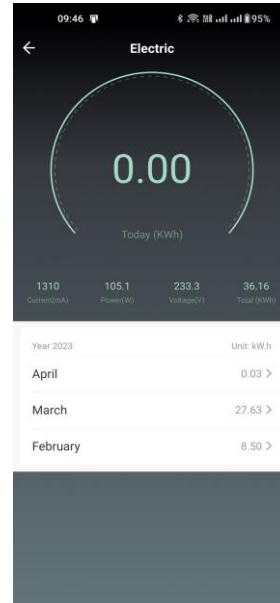 09:46 95%
Electric
0.00
Today (KWh)
1310 105.1 233.3 36.16
Current(mA) Power(W) Voltage(V) Total (KWh)
Year 2023 Unit: kW.h
April 0.03 >
March 27.63 >
February 8.50 >